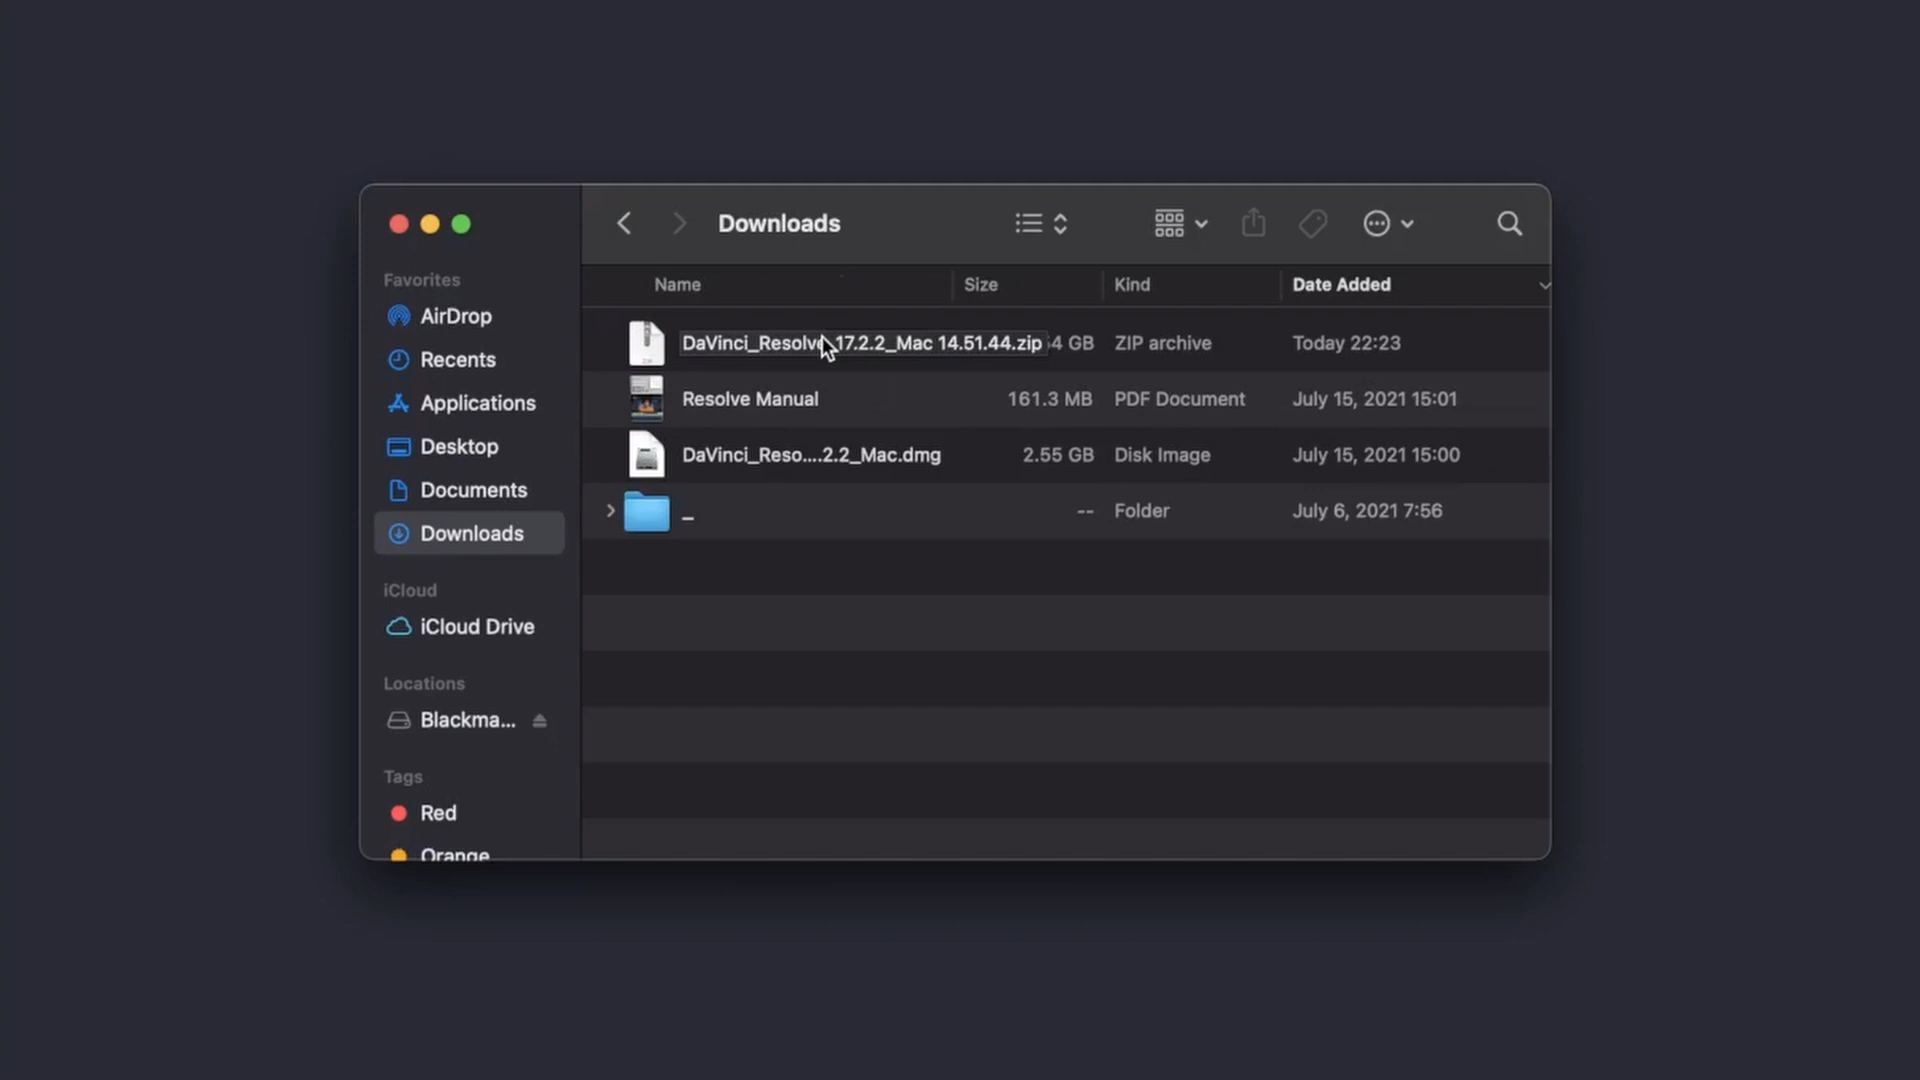 Downloads
Favorites
AirDrop
Recents
Applications
Desktop
Documents
Downloads
iCloud
iCloud Drive
Locations
Blackma...
Tags
Red
Orange
Name Size Kind Date Added
DaVinci_Resolve_17.2.2_Mac 14.51.44.zip 4 GB ZIP archive Today 22:23
Resolve Manual 161.3 MB PDF Document July 15, 2021 15:01
DaVinci_Reso....2.2_Mac.dmg 2.55 GB Disk Image July 15, 2021 15:00
_ -- Folder July 6, 2021 7:56